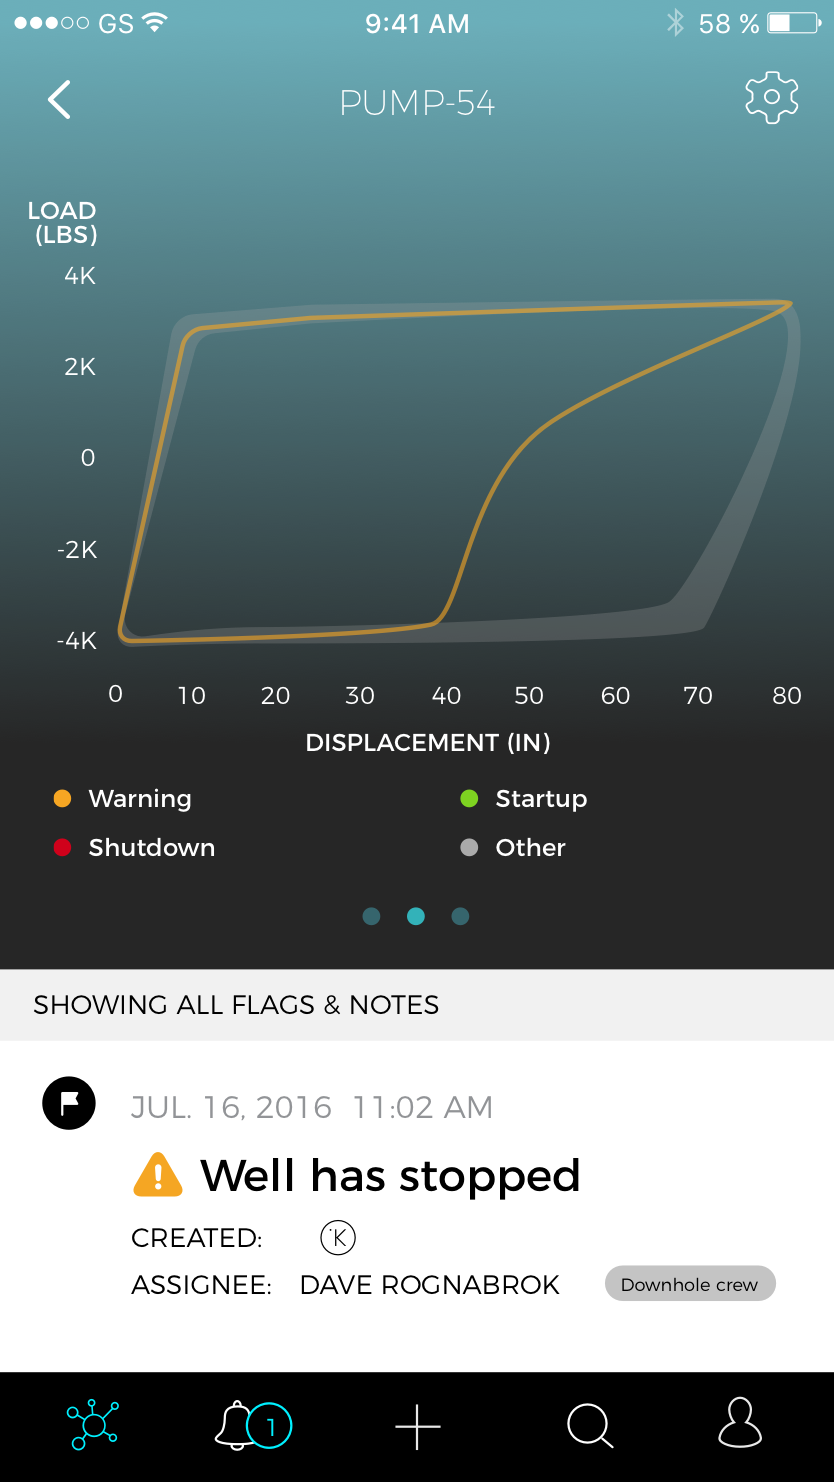 GS 9:41 AM 58 %
PUMP-54
LOAD
(LBS)
4K
2K
0
-2K
-4K
0 10 20 30 40 50 60 70 80
DISPLACEMENT (IN)
Warning Startup
Shutdown Other
SHOWING ALL FLAGS & NOTES
JUL. 16, 2016 11:02 AM
Well has stopped
CREATED: K
ASSIGNEE: DAVE ROGNABROK Downhole crew
1